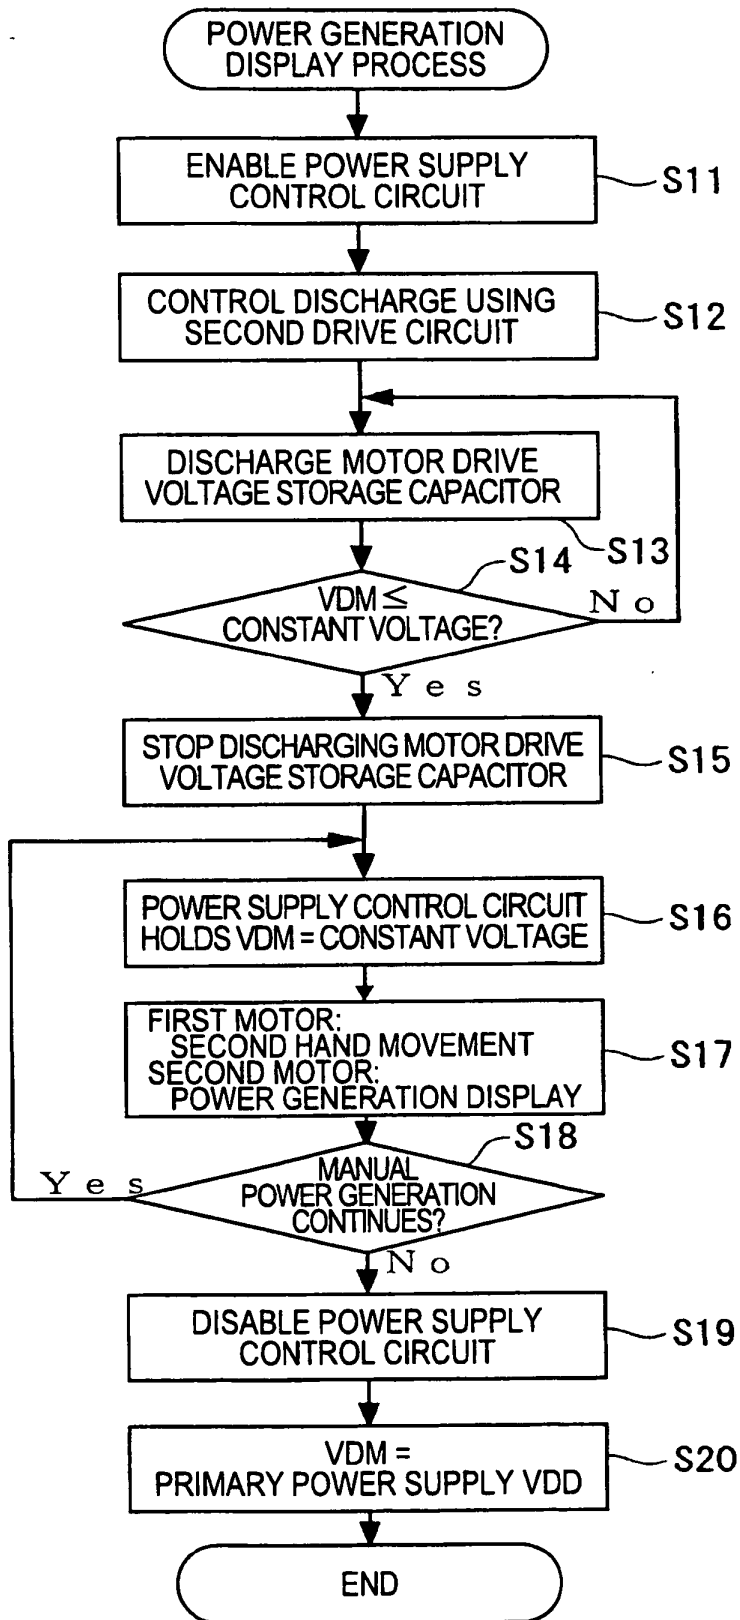 POWER GENERATION
DISPLAY PROCESS
ENABLE POWER SUPPLY
CONTROL CIRCUIT
S11
CONTROL DISCHARGE USING
SECOND DRIVE CIRCUIT
S12
DISCHARGE MOTOR DRIVE
VOLTAGE STORAGE CAPACITOR
S13
S14
VDM ≤
CONSTANT VOLTAGE?
No
Yes
STOP DISCHARGING MOTOR DRIVE
VOLTAGE STORAGE CAPACITOR
S15
POWER SUPPLY CONTROL CIRCUIT
HOLDS VDM = CONSTANT VOLTAGE
S16
FIRST MOTOR:
SECOND HAND MOVEMENT
SECOND MOTOR:
POWER GENERATION DISPLAY
S17
S18
MANUAL
POWER GENERATION
CONTINUES?
Yes
No
DISABLE POWER SUPPLY
CONTROL CIRCUIT
S19
VDM =
PRIMARY POWER SUPPLY VDD
S20
END